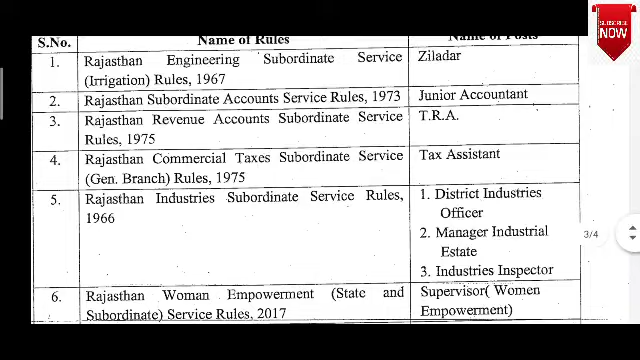 SUBSCRIBE
NOW
S.No. Name of Rules Name of Posts
1. Rajasthan Engineering Subordinate Service Ziladar
(Irrigation) Rules, 1967
2. Rajasthan Subordinate Accounts Service Rules, 1973 Junior Accountant
3. Rajasthan Revenue Accounts Subordinate Service T.R.A.
Rules, 1975
4. Rajasthan Commercial Taxes Subordinate Service Tax Assistant
(Gen. Branch) Rules, 1975
5. Rajasthan Industries Subordinate Service Rules, 1. District Industries
1966 Officer
2. Manager Industrial
3/4
Estate
3. Industries Inspector
6. Rajasthan Woman Empowerment (State and Supervisor( Women
Subordinate) Service Rules, 2017 Empowerment)